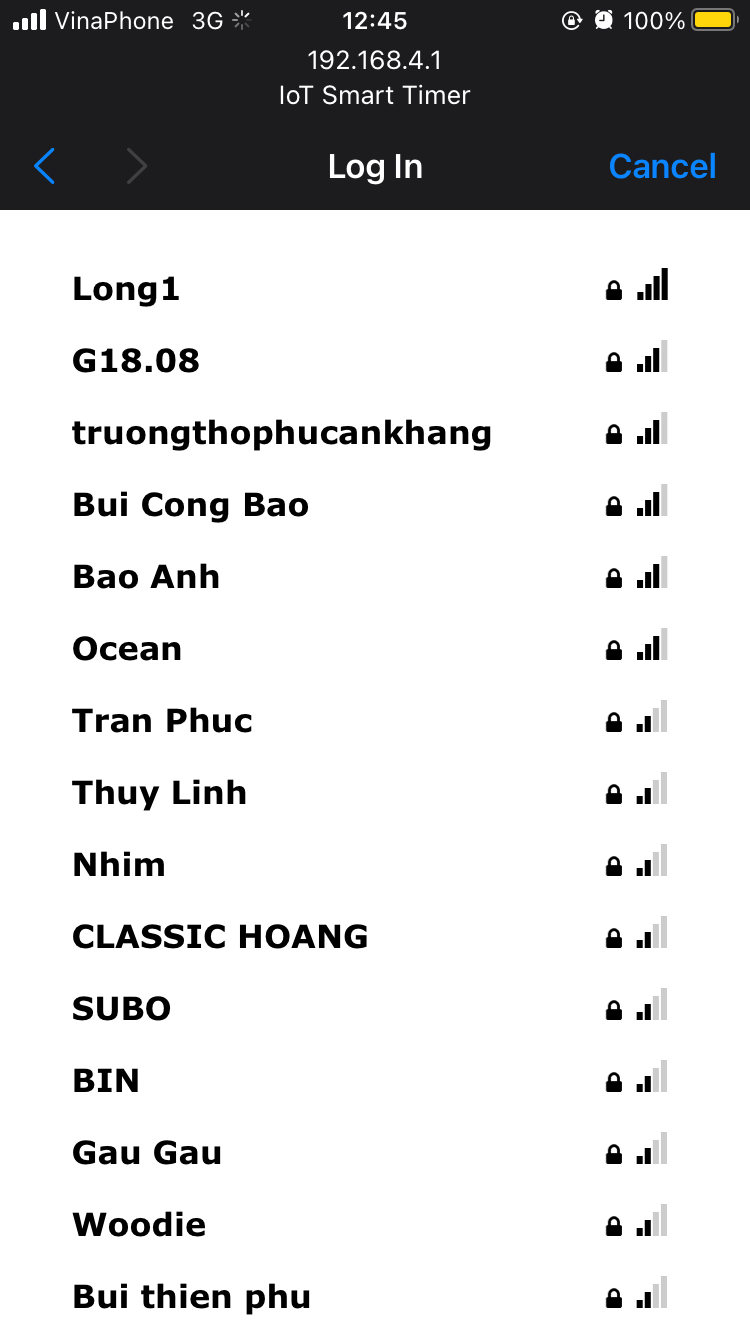 VinaPhone 3G 12:45 100%
192.168.4.1
IoT Smart Timer
Log In Cancel
Long1
G18.08
truongthophucankhang
Bui Cong Bao
Bao Anh
Ocean
Tran Phuc
Thuy Linh
Nhim
CLASSIC HOANG
SUBO
BIN
Gau Gau
Woodie
Bui thien phu